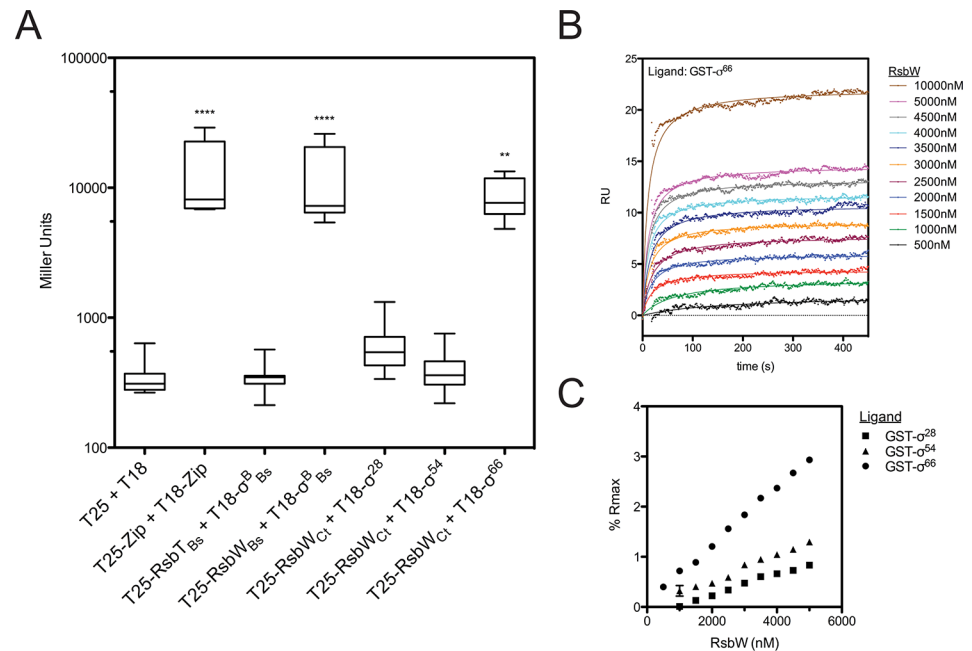 A
100000
10000
1000
100
Miller Units
****
****
**
T25 + T18
T25-Zip + T18-Zip
T25-RsbT_Bs + T18-σ^B_Bs
T25-RsbW_Bs + T18-σ^B_Bs
T25-RsbW_Ct + T18-σ^28
T25-RsbW_Ct + T18-σ^54
T25-RsbW_Ct + T18-σ^66
B
Ligand: GST-σ^66
25
20
15
10
5
0
RU
0 100 200 300 400
time (s)
RsbW
10000nM
5000nM
4500nM
4000nM
3500nM
3000nM
2500nM
2000nM
1500nM
1000nM
500nM
C
4
3
2
1
0
% Rmax
0 2000 4000 6000
RsbW (nM)
Ligand
GST-σ^28
GST-σ^54
GST-σ^66